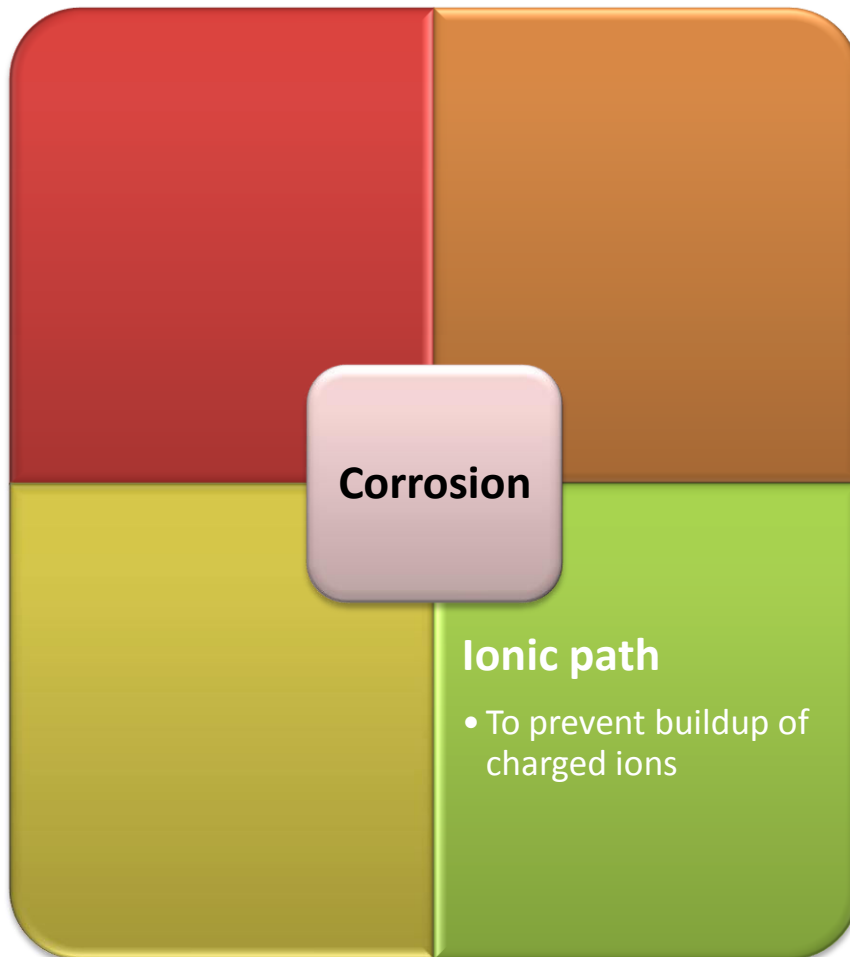 Corrosion
Ionic path
• To prevent buildup of
charged ions